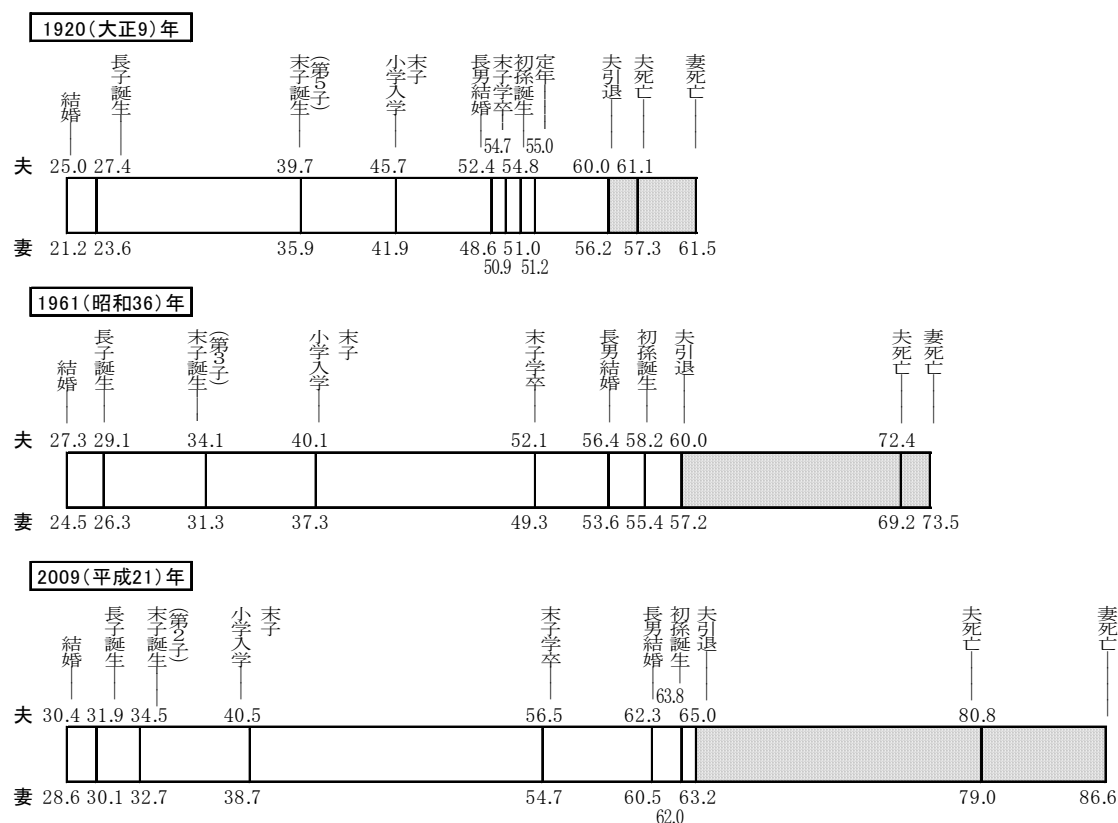 1920(大正9)年
結婚
長子誕生
末子誕生
(第5子)
小学入学
末子
長男結婚
末子学卒
初孫誕生
定年
夫引退
夫死亡
妻死亡
54.7
55.0
夫 25.0 27.4 39.7 45.7 52.4 54.8 60.0 61.1
妻 21.2 23.6 35.9 41.9 48.6 51.0 56.2 57.3 61.5
50.9 51.2
1961(昭和36)年
結婚
長子誕生
末子誕生
(第3子)
小学入学
末子
末子学卒
長男結婚
初孫誕生
夫引退
夫死亡
妻死亡
夫 27.3 29.1 34.1 40.1 52.1 56.4 58.2 60.0 72.4
妻 24.5 26.3 31.3 37.3 49.3 53.6 55.4 57.2 69.2 73.5
2009(平成21)年
結婚
長子誕生
末子誕生
(第2子)
小学入学
末子
末子学卒
長男結婚
初孫誕生
夫引退
夫死亡
妻死亡
63.8
夫 30.4 31.9 34.5 40.5 56.5 62.3 65.0 80.8
妻 28.6 30.1 32.7 38.7 54.7 60.5 63.2 79.0 86.6
62.0